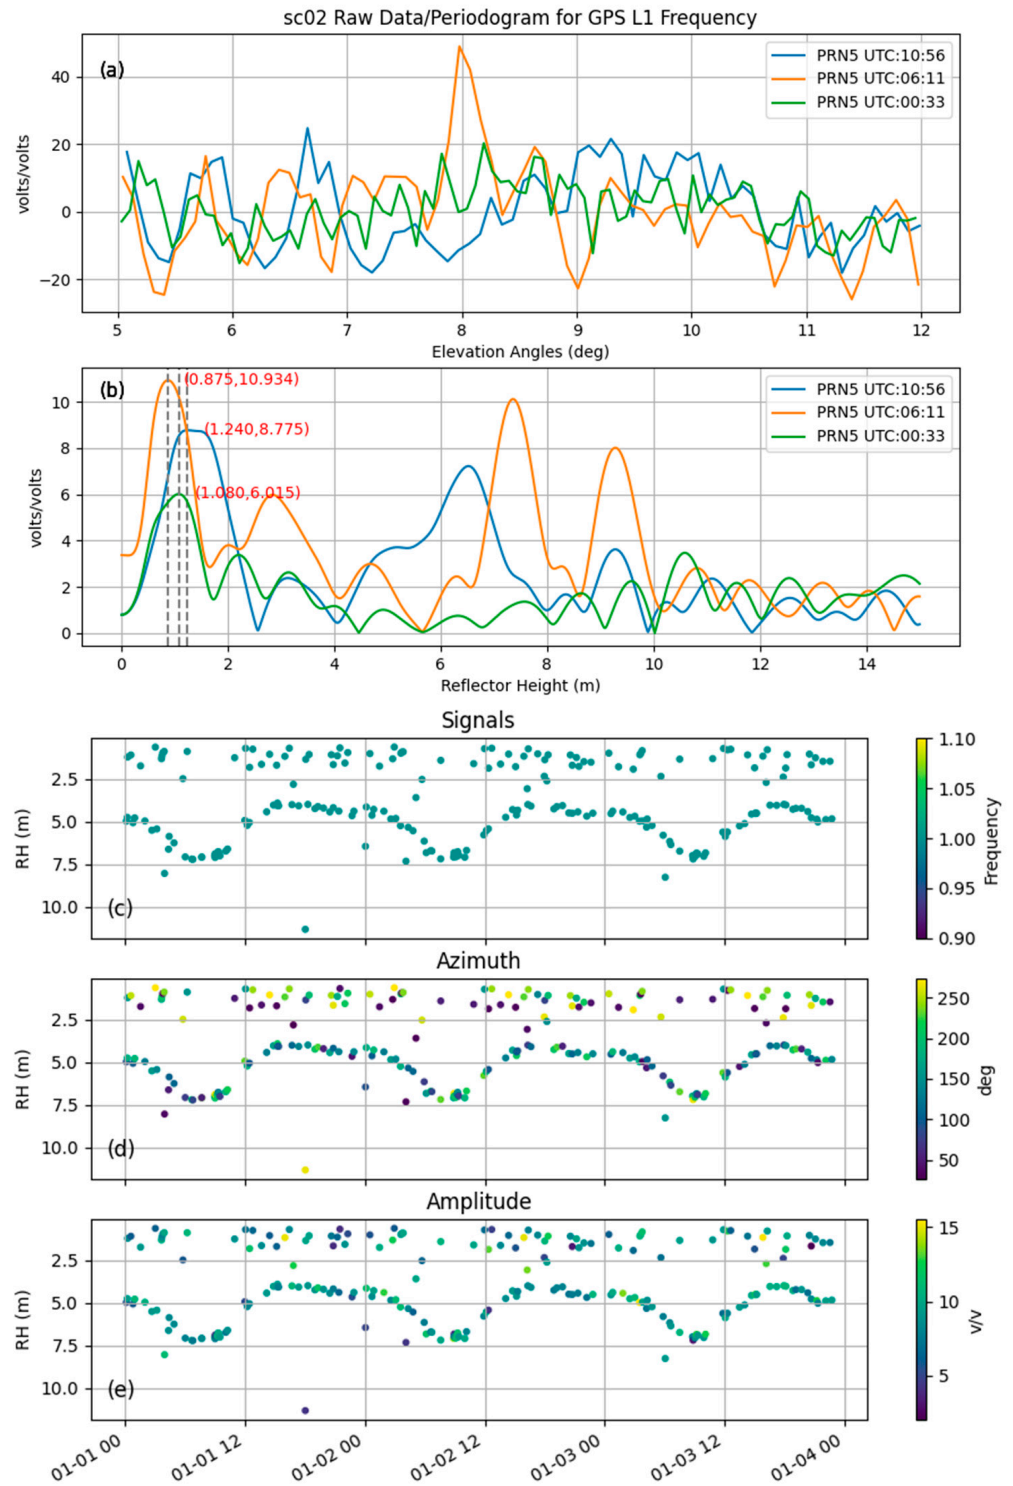 sc02 Raw Data/Periodogram for GPS L1 Frequency
(a)
PRN5 UTC:10:56
PRN5 UTC:06:11
PRN5 UTC:00:33
volts/volts
40
20
0
−20
5 6 7 8 9 10 11 12
Elevation Angles (deg)
(b)
(0.875,10.934)
(1.240,8.775)
(1.080,6.015)
PRN5 UTC:10:56
PRN5 UTC:06:11
PRN5 UTC:00:33
volts/volts
10
8
6
4
2
0
0 2 4 6 8 10 12 14
Reflector Height (m)
Signals
RH (m)
2.5
5.0
7.5
10.0
(c)
1.10
1.05
1.00
0.95
0.90
Frequency
Azimuth
RH (m)
2.5
5.0
7.5
10.0
(d)
250
200
150
100
50
deg
Amplitude
RH (m)
2.5
5.0
7.5
10.0
(e)
15
10
5
v/v
01-01 00 01-01 12 01-02 00 01-02 12 01-03 00 01-03 12 01-04 00